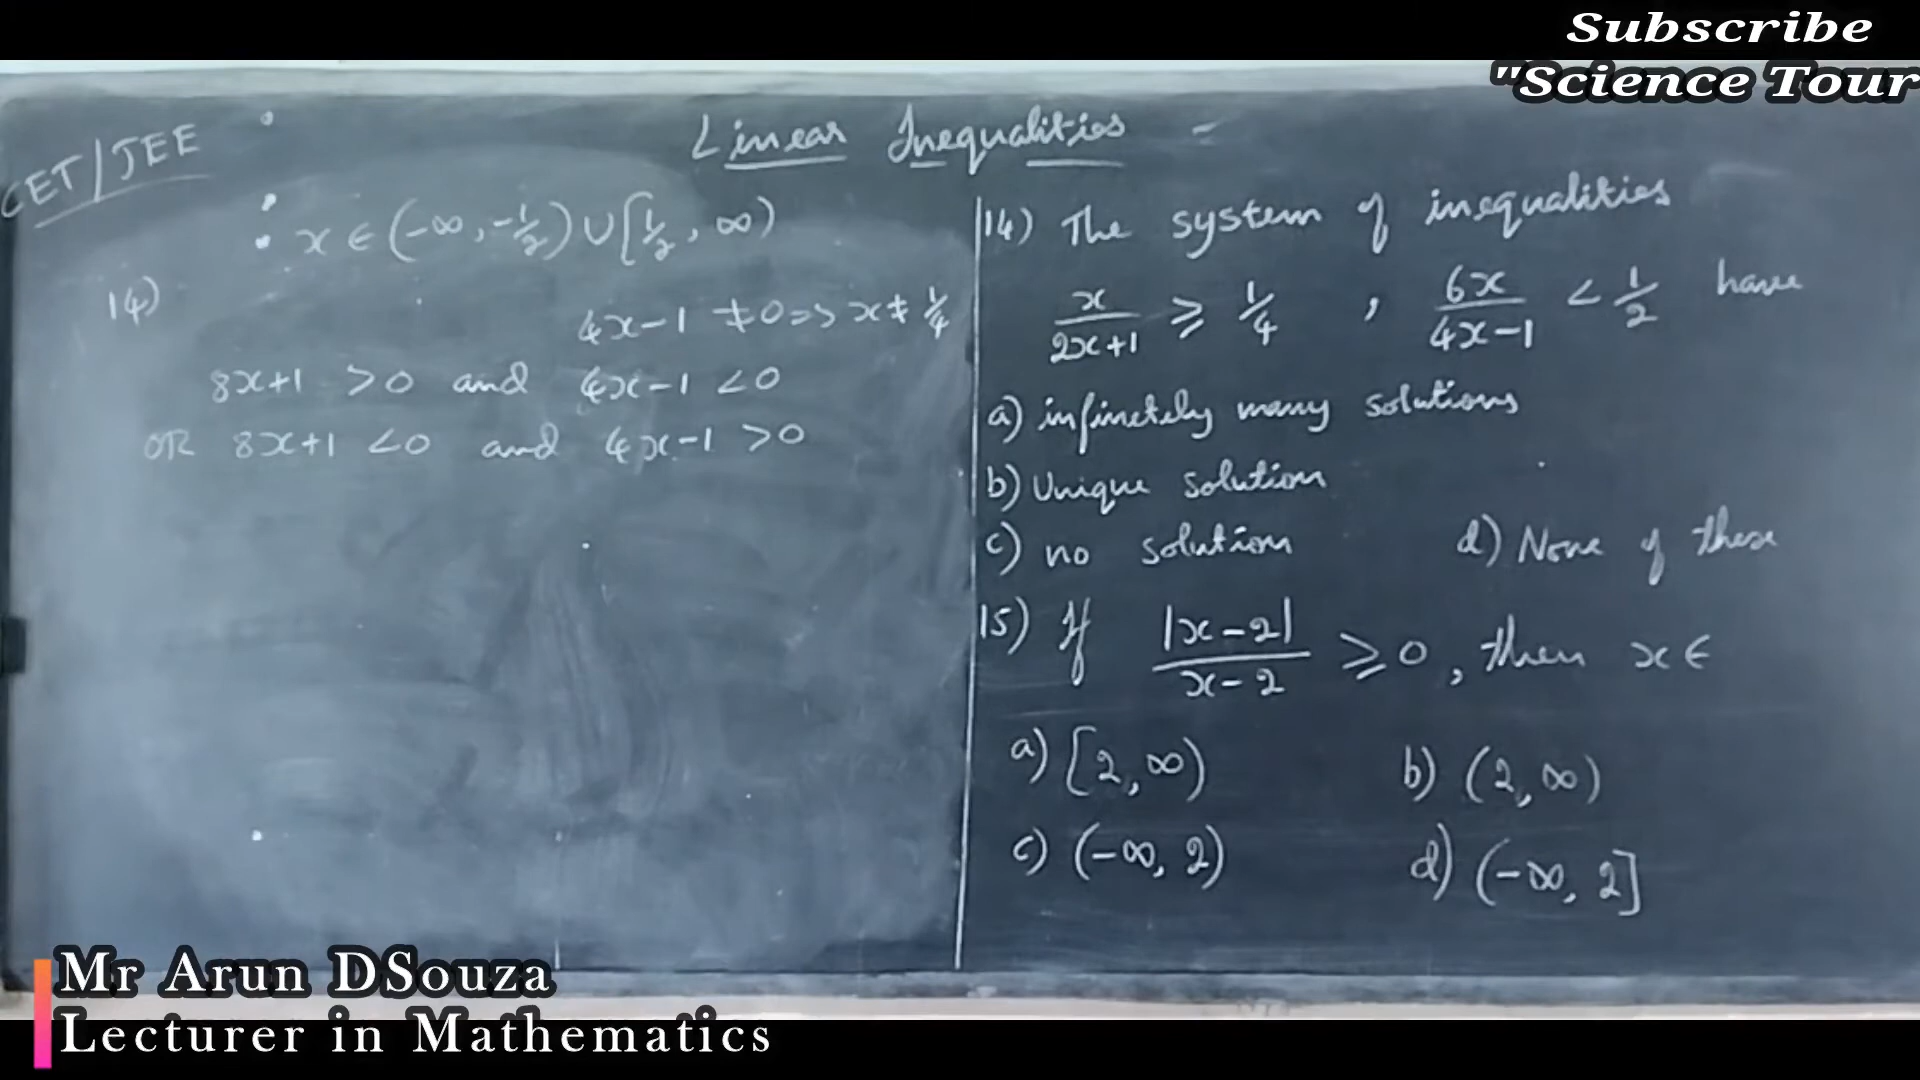 Subscribe
"Science Tour
CET/JEE
Linear Inequalities
x ∈ (-∞, -1/2) ∪ [1/2, ∞)
14)
4x-1 ≠ 0 => x ≠ 1/4
8x+1 > 0 and 4x-1 < 0
OR 8x+1 < 0 and 4x-1 > 0
14) The system of inequalities
x/(2x+1) ≥ 1/4 , 6x/(4x-1) < 1/2 have
a) infinetely many solutions
b) Unique solution
c) no solution d) None of these
15) If |x-2|/(x-2) ≥ 0, then x ∈
a) [2, ∞) b) (2, ∞)
c) (-∞, 2) d) (-∞, 2]
Mr Arun DSouza
Lecturer in Mathematics